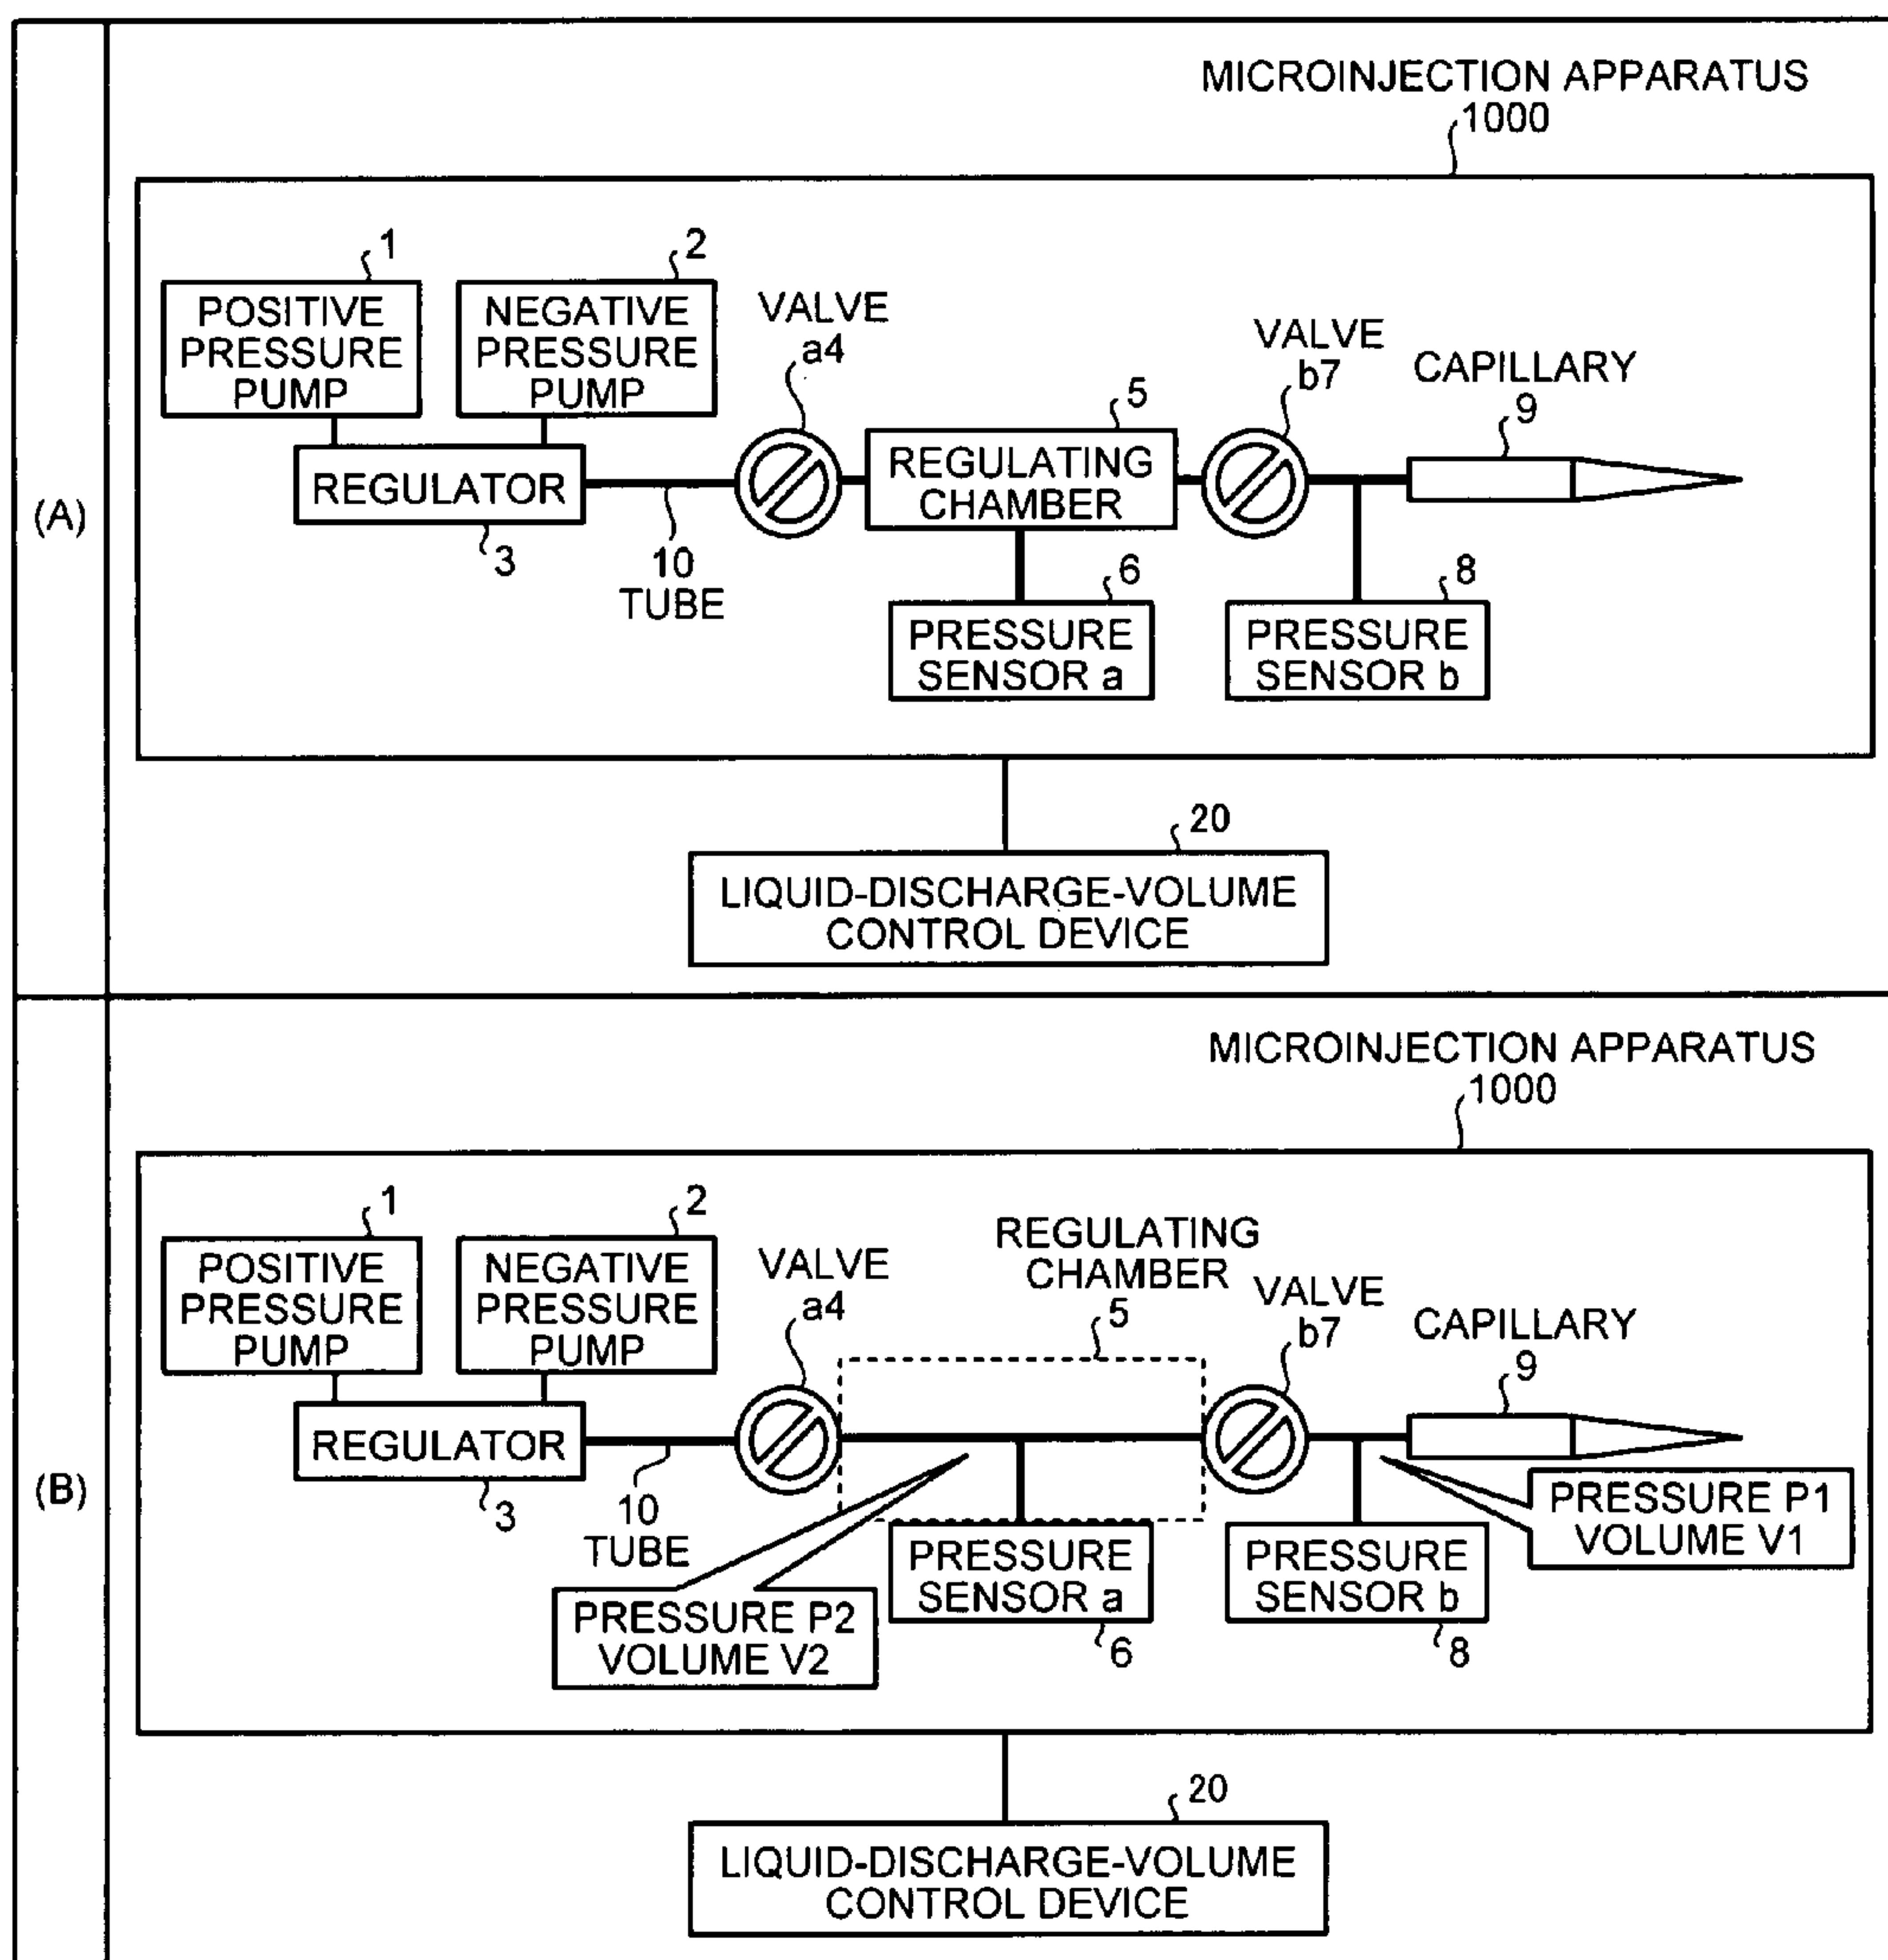 (A)
MICROINJECTION APPARATUS
1000
1
POSITIVE
PRESSURE
PUMP
2
NEGATIVE
PRESSURE
PUMP
REGULATOR
3
10
TUBE
VALVE
a4
5
REGULATING
CHAMBER
6
PRESSURE
SENSOR a
VALVE
b7
8
PRESSURE
SENSOR b
CAPILLARY
9
20
LIQUID-DISCHARGE-VOLUME
CONTROL DEVICE
(B)
MICROINJECTION APPARATUS
1000
1
POSITIVE
PRESSURE
PUMP
2
NEGATIVE
PRESSURE
PUMP
REGULATOR
3
10
TUBE
VALVE
a4
REGULATING
CHAMBER
5
PRESSURE P2
VOLUME V2
PRESSURE
SENSOR a
6
VALVE
b7
PRESSURE
SENSOR b
8
CAPILLARY
9
PRESSURE P1
VOLUME V1
20
LIQUID-DISCHARGE-VOLUME
CONTROL DEVICE